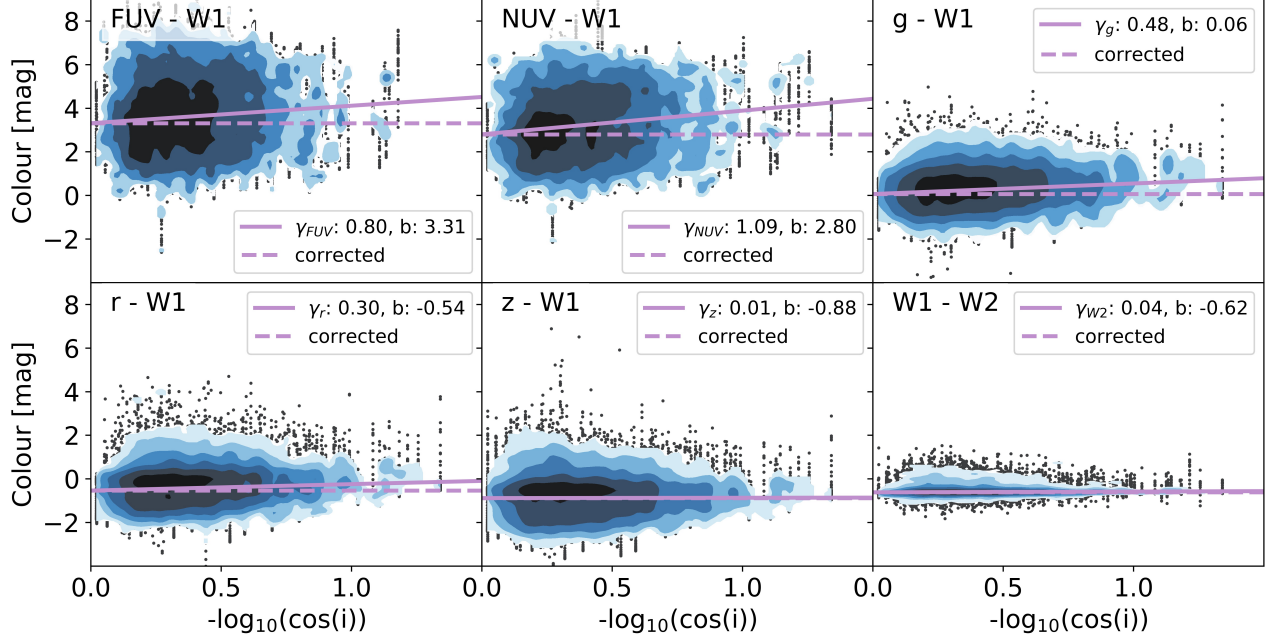 FUV - W1
NUV - W1
g - W1
γg: 0.48, b: 0.06
corrected
8
6
4
2
0
−2
Colour [mag]
γFUV: 0.80, b: 3.31
corrected
γNUV: 1.09, b: 2.80
corrected
r - W1
γr: 0.30, b: -0.54
corrected
z - W1
γz: 0.01, b: -0.88
corrected
W1 - W2
γW2: 0.04, b: -0.62
corrected
8
6
4
2
0
−2
Colour [mag]
0.0 0.5 1.0 0.0 0.5 1.0 0.0 0.5 1.0
-log10(cos(i)) -log10(cos(i)) -log10(cos(i))